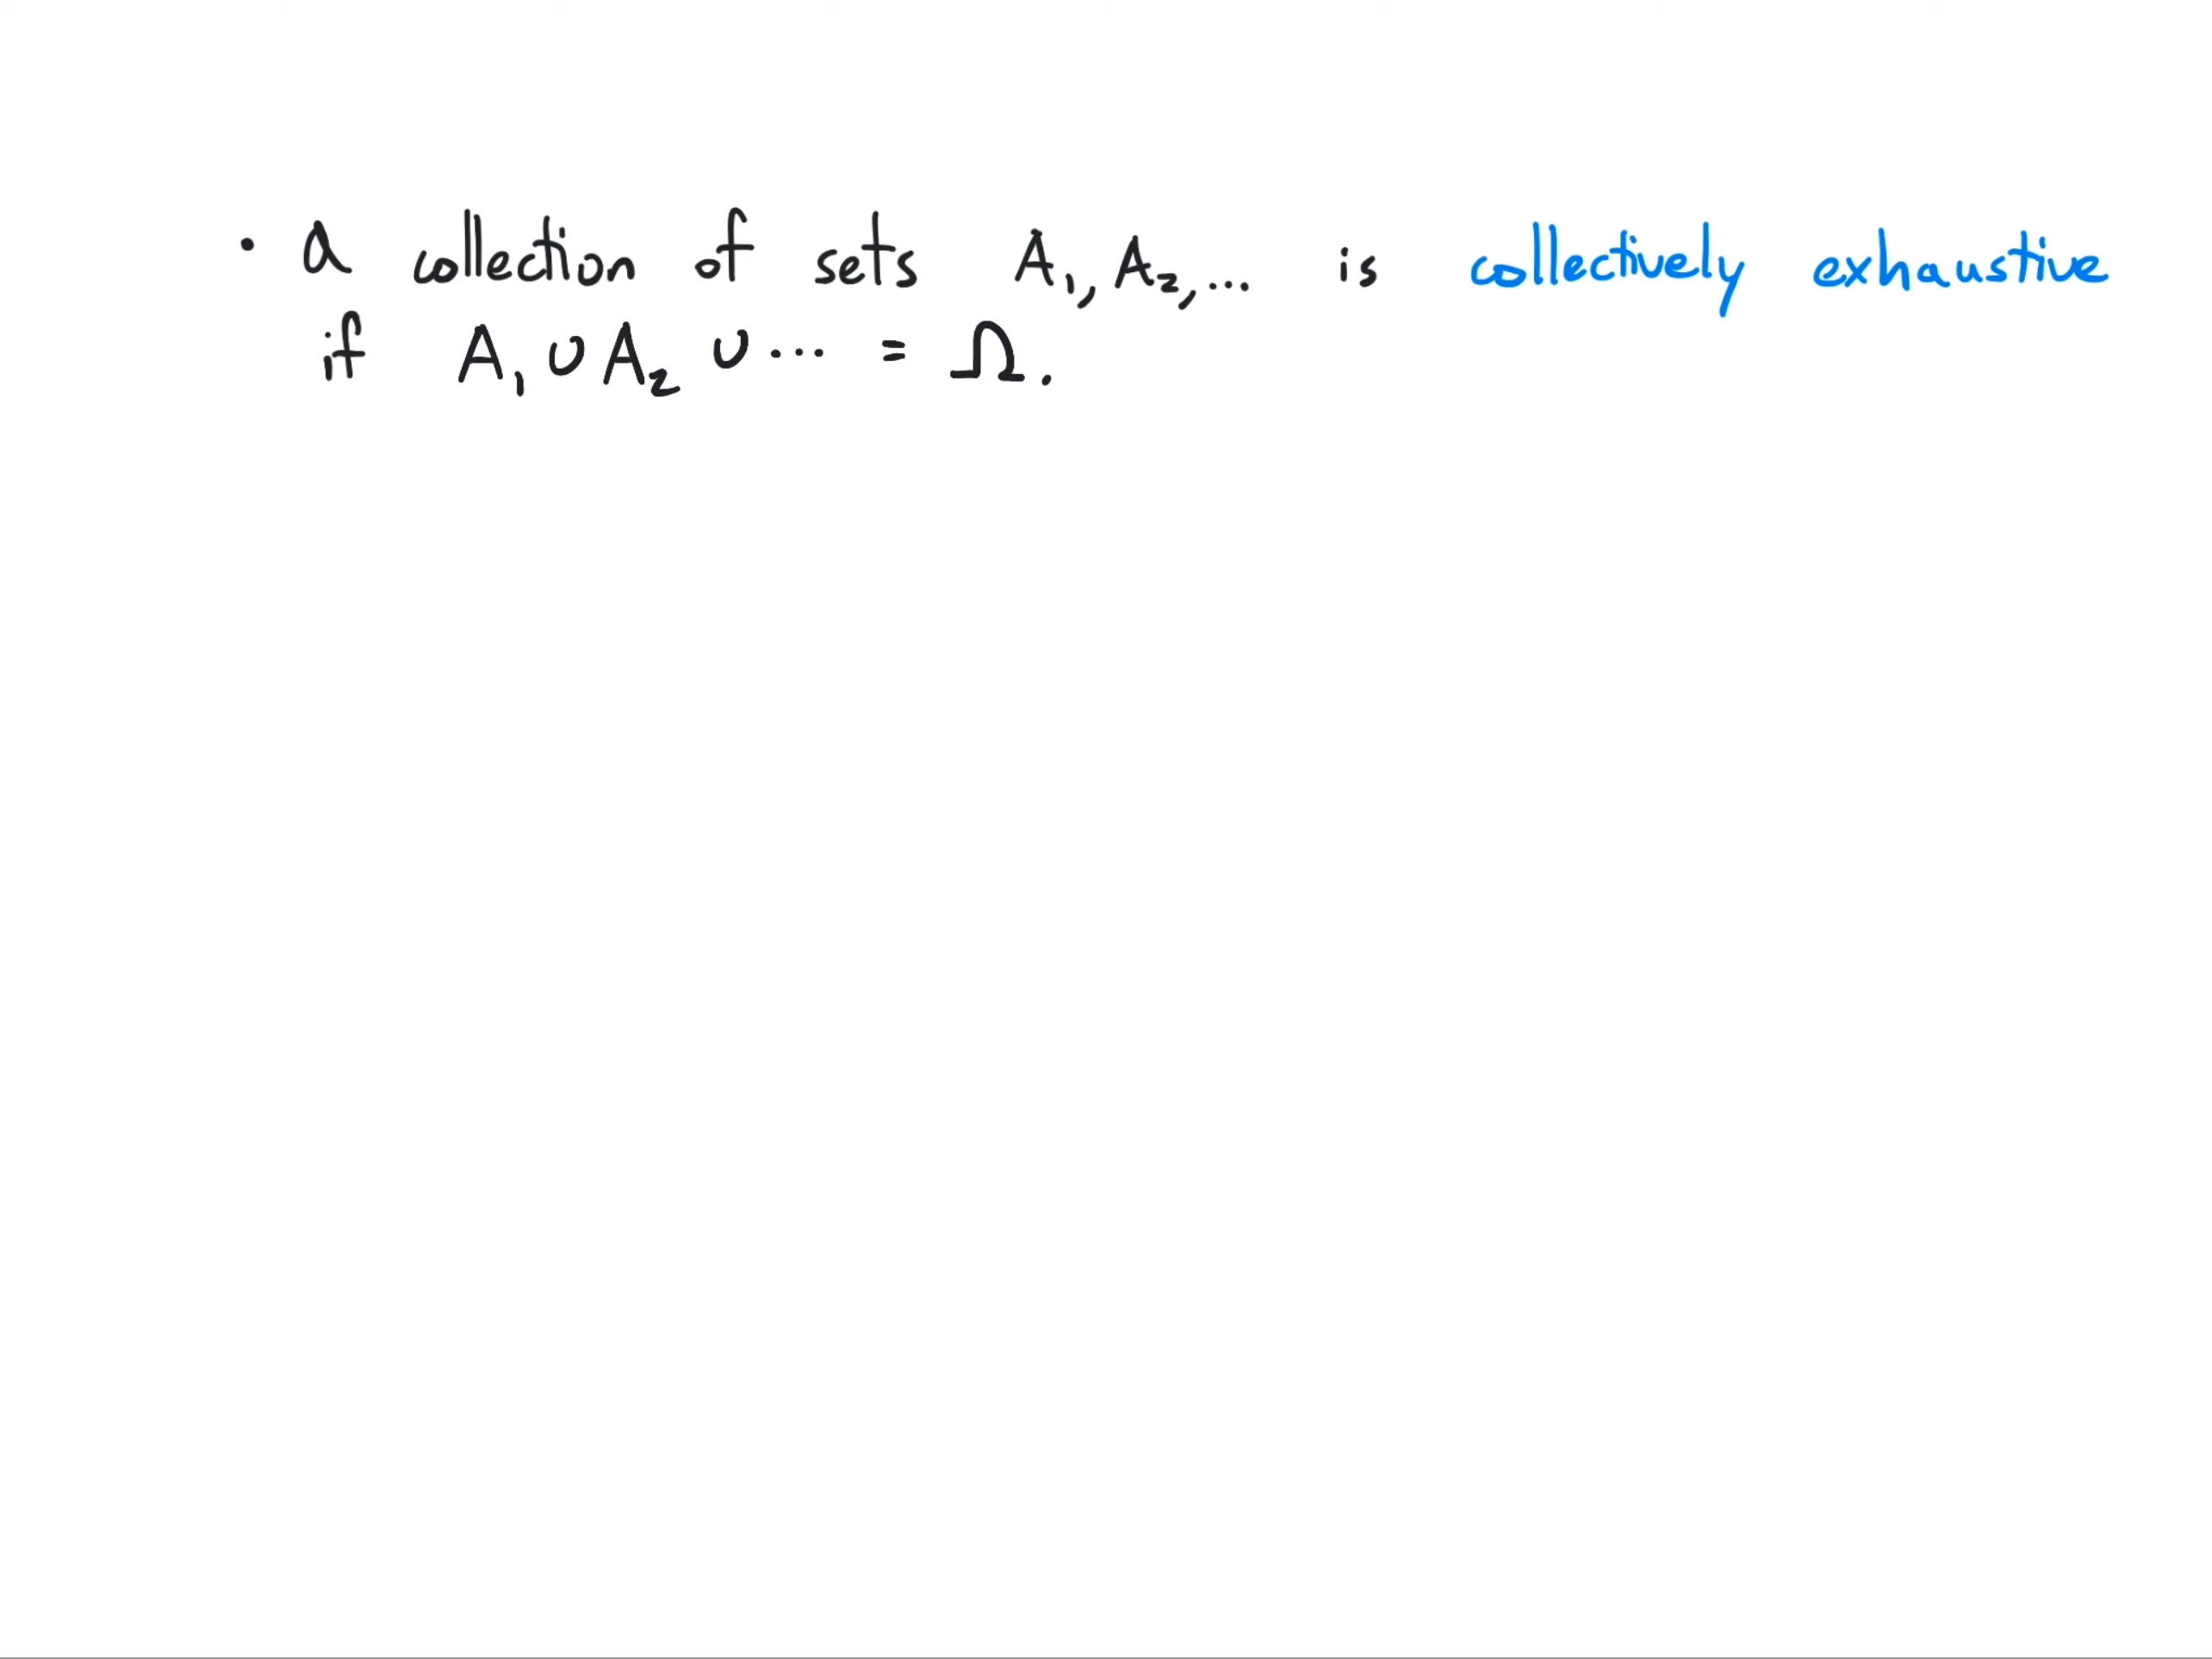 • a collection of sets A₁, A₂, ... is collectively exhaustive
if A₁ ∪ A₂ ∪ ··· = Ω.